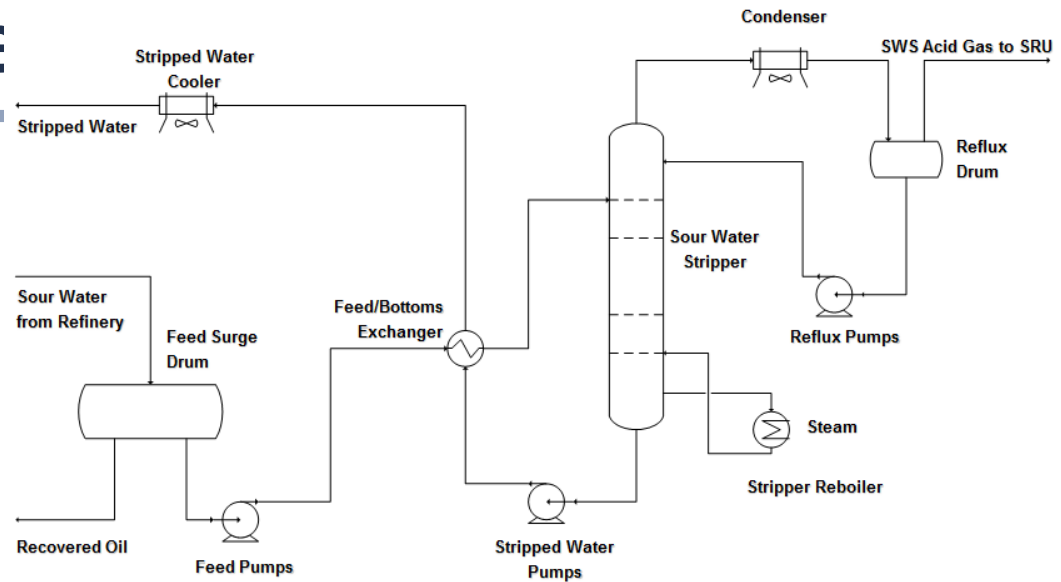 Condenser
SWS Acid Gas to SRU
Stripped Water
Cooler
Stripped Water
Reflux
Drum
Sour Water
Stripper
Sour Water
from Refinery
Feed/Bottoms
Exchanger
Feed Surge
Drum
Reflux Pumps
Steam
Stripper Reboiler
Recovered Oil
Feed Pumps
Stripped Water
Pumps